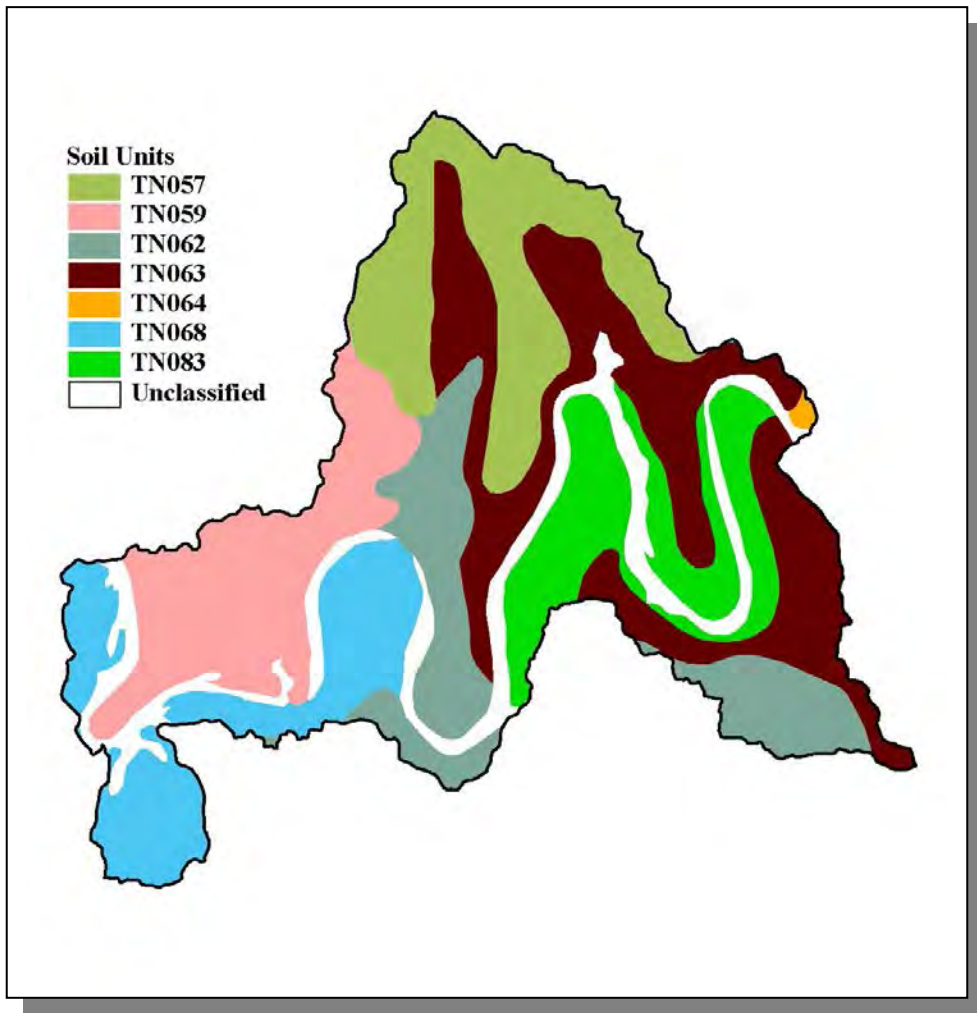 Soil Units
TN057
TN059
TN062
TN063
TN064
TN068
TN083
Unclassified